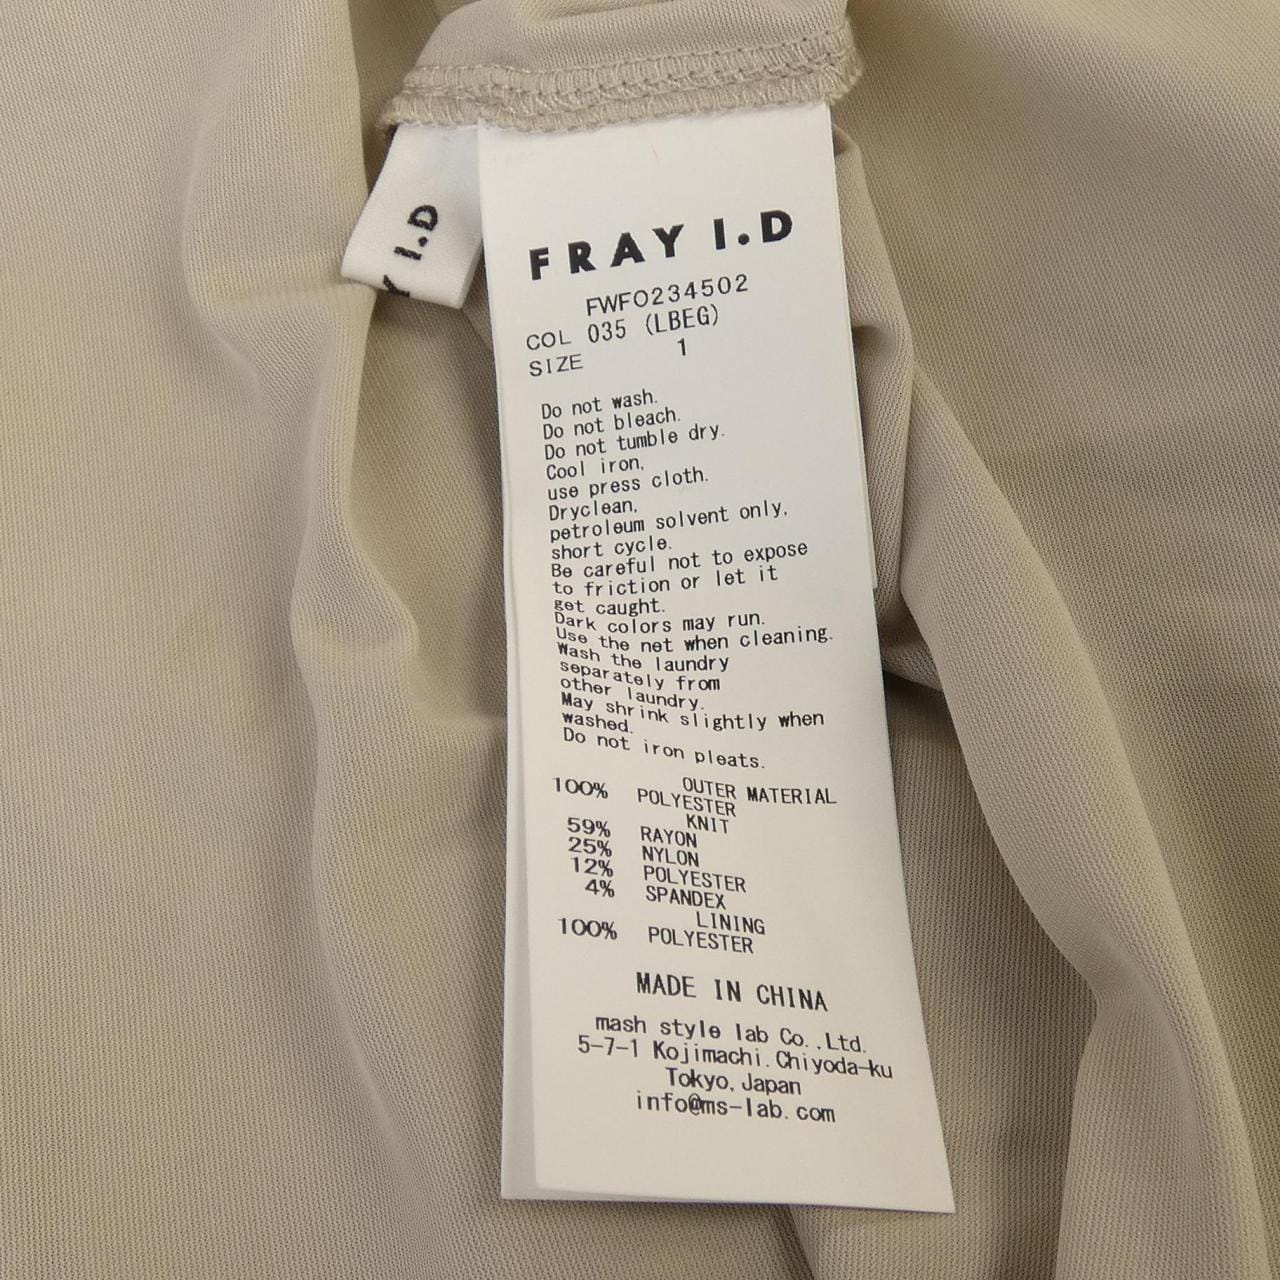 Y I.D
FRAY I.D
FWFO234502
COL 035 (LBEG)
SIZE 1
Do not wash.
Do not bleach.
Do not tumble dry.
Cool iron,
use press cloth.
Dryclean,
petroleum solvent only,
short cycle.
Be careful not to expose
to friction or let it
get caught.
Dark colors may run.
Use the net when cleaning.
Wash the laundry
separately from
other laundry.
May shrink slightly when
washed.
Do not iron pleats.
OUTER MATERIAL
100% POLYESTER
KNIT
59% RAYON
25% NYLON
12% POLYESTER
4% SPANDEX
LINING
100% POLYESTER
MADE IN CHINA
mash style lab Co.,Ltd.
5-7-1 Kojimachi.Chiyoda-ku
Tokyo,Japan
info@ms-lab.com